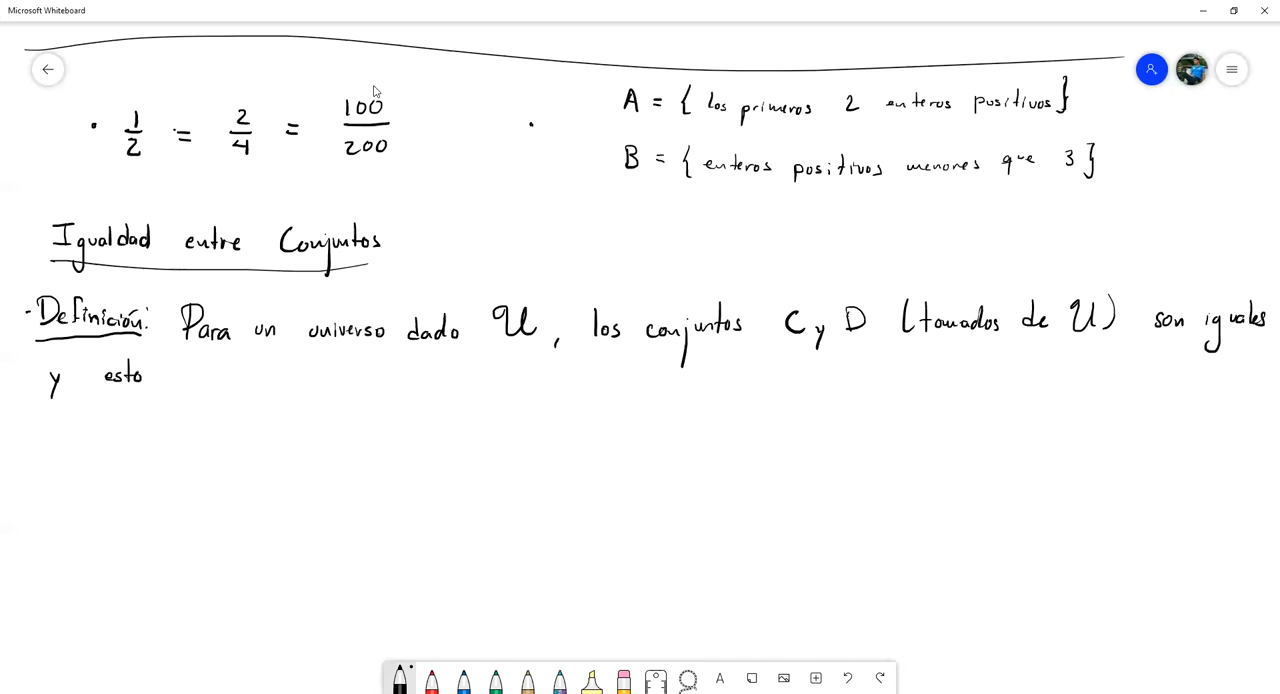 Microsoft Whiteboard
· 1/2 = 2/4 = 100/200 ·
A = { los primeros 2 enteros positivos }
B = { enteros positivos menores que 3 }
Igualdad entre Conjuntos
· Definición: Para un universo dado U, los conjuntos C y D (tomados de U) son iguales
y esto
A